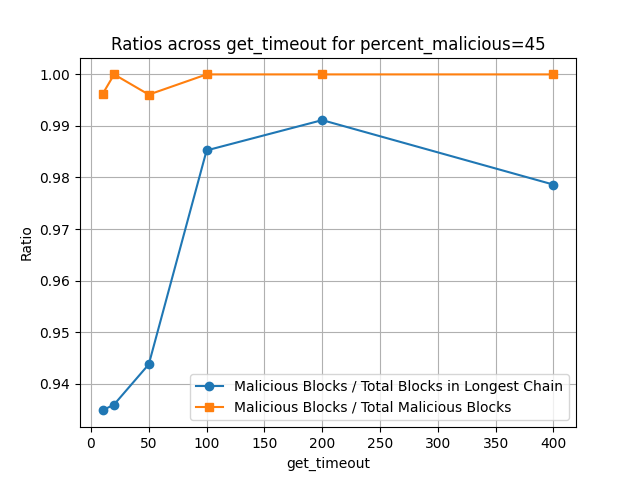 Ratios across get_timeout for percent_malicious=45
1.00
0.99
0.98
0.97
0.96
0.95
0.94
Ratio
Malicious Blocks / Total Blocks in Longest Chain
Malicious Blocks / Total Malicious Blocks
0 50 100 150 200 250 300 350 400
get_timeout